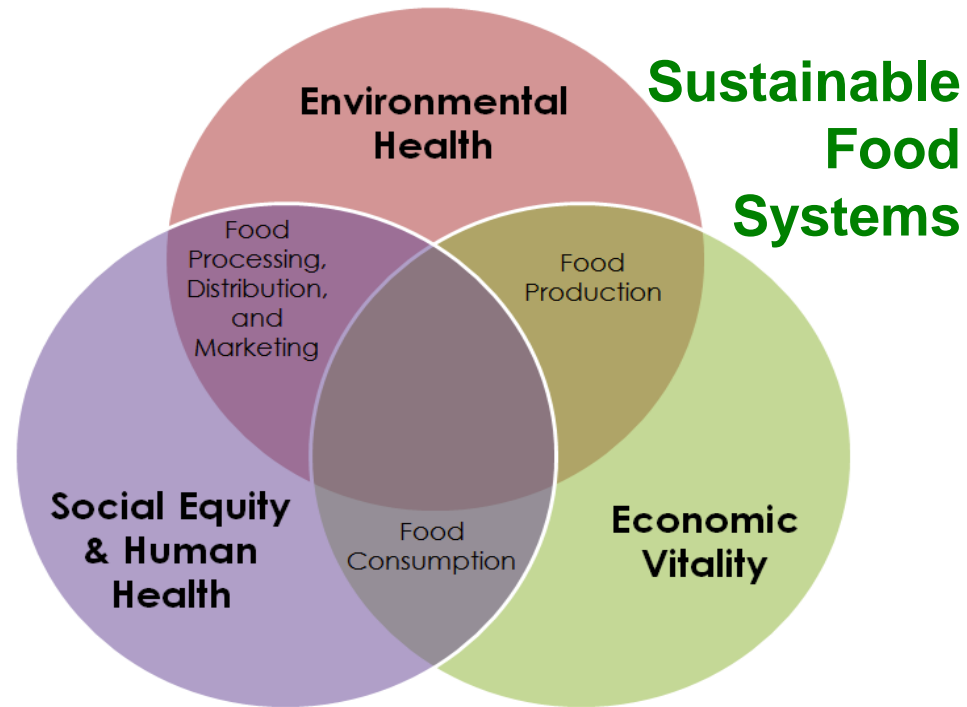 Sustainable
Food
Systems
Environmental
Health
Food
Processing,
Distribution,
and
Marketing
Food
Production
Social Equity
& Human
Health
Food
Consumption
Economic
Vitality